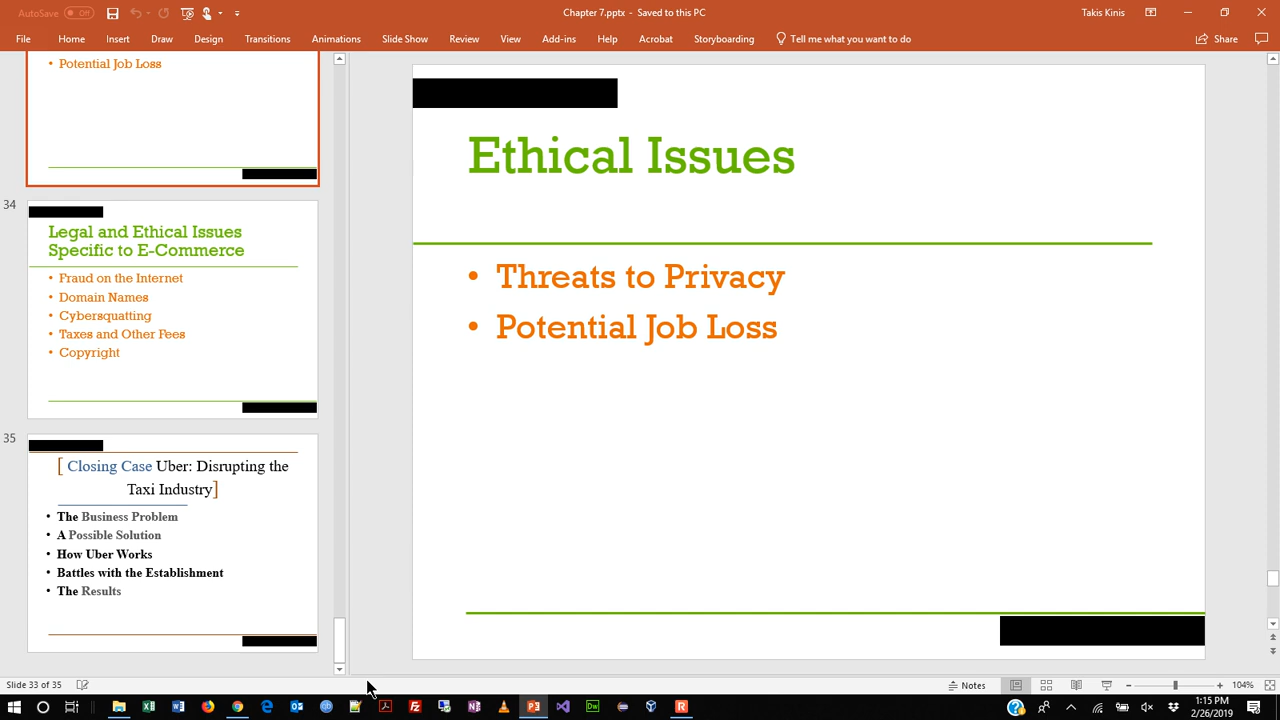 AutoSave Off
Chapter 7.pptx - Saved to this PC
Takis Kinis
File Home Insert Draw Design Transitions Animations Slide Show Review View Add-ins Help Acrobat Storyboarding Tell me what you want to do Share
• Potential Job Loss
34
Legal and Ethical Issues
Specific to E-Commerce
• Fraud on the Internet
• Domain Names
• Cybersquatting
• Taxes and Other Fees
• Copyright
35
[ Closing Case Uber: Disrupting the
Taxi Industry]
• The Business Problem
• A Possible Solution
• How Uber Works
• Battles with the Establishment
• The Results
Ethical Issues
• Threats to Privacy
• Potential Job Loss
Slide 33 of 35
Notes
104%
1:15 PM
2/26/2019